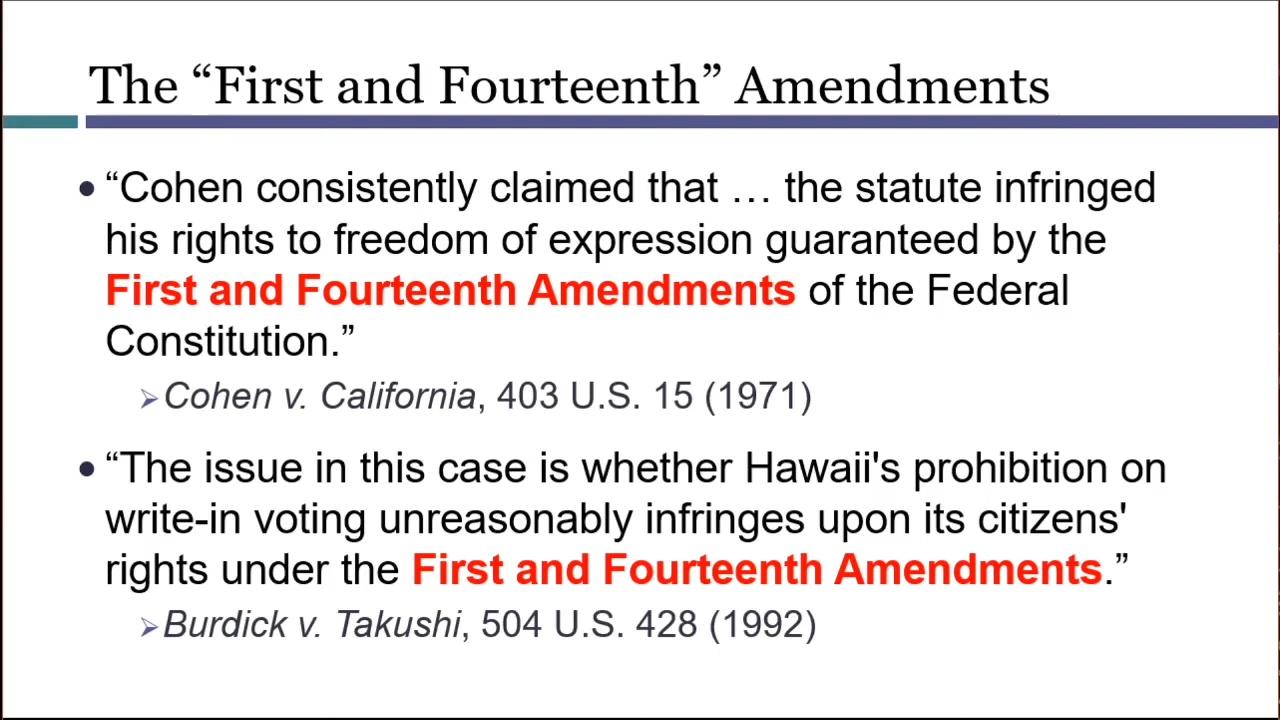 The “First and Fourteenth” Amendments
• “Cohen consistently claimed that … the statute infringed
his rights to freedom of expression guaranteed by the
First and Fourteenth Amendments of the Federal
Constitution.”
➢Cohen v. California, 403 U.S. 15 (1971)
• “The issue in this case is whether Hawaii's prohibition on
write-in voting unreasonably infringes upon its citizens'
rights under the First and Fourteenth Amendments.”
➢Burdick v. Takushi, 504 U.S. 428 (1992)